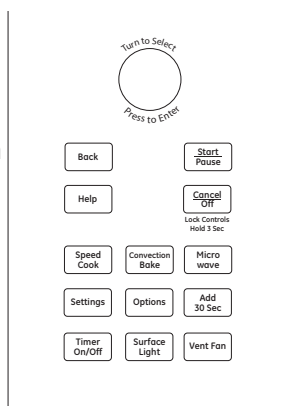 Turn to Select
Press to Enter
Back
Start
Pause
Help
Cancel
Off
Lock Controls
Hold 3 Sec
Speed
Cook
Convection
Bake
Micro
wave
Settings
Options
Add
30 Sec
Timer
On/Off
Surface
Light
Vent Fan